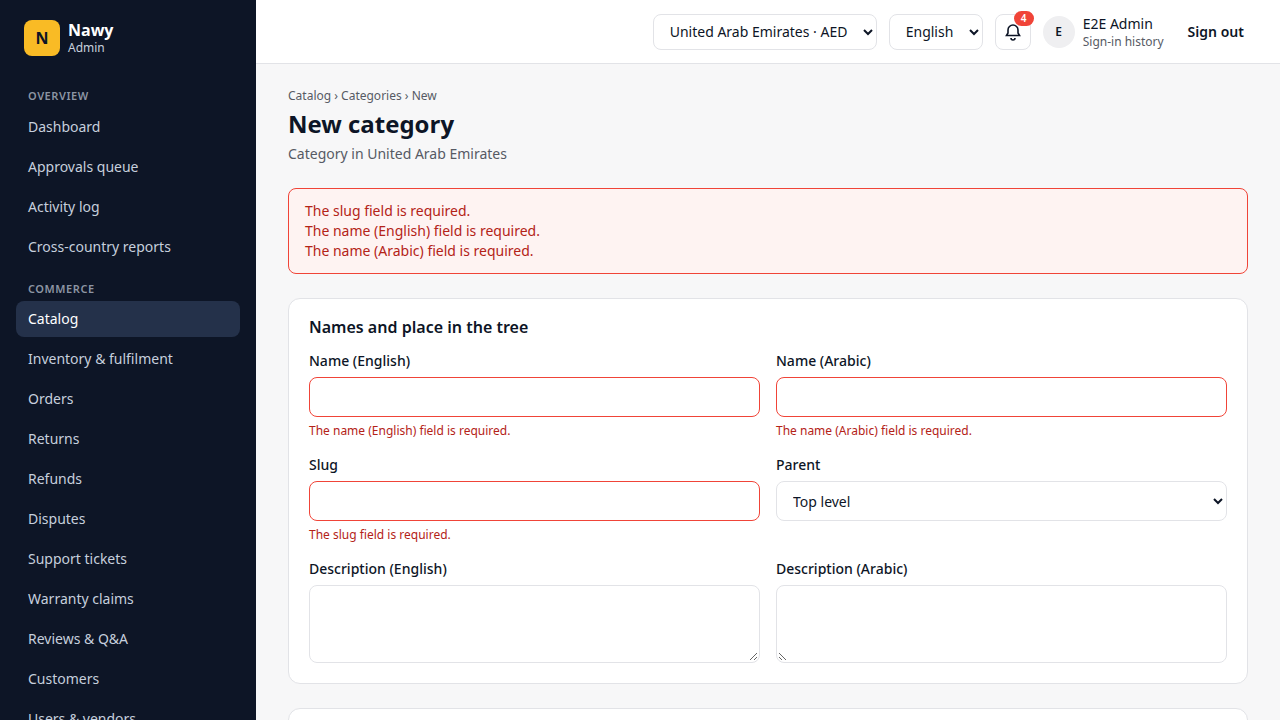 N
Nawy
Admin
OVERVIEW
Dashboard
Approvals queue
Activity log
Cross-country reports
COMMERCE
Catalog
Inventory & fulfilment
Orders
Returns
Refunds
Disputes
Support tickets
Warranty claims
Reviews & Q&A
Customers
Users & vendors
United Arab Emirates · AED
English
4
E
E2E Admin
Sign-in history
Sign out
Catalog › Categories › New
New category
Category in United Arab Emirates
The slug field is required.
The name (English) field is required.
The name (Arabic) field is required.
Names and place in the tree
Name (English)
Name (Arabic)
The name (English) field is required.
The name (Arabic) field is required.
Slug
Parent
Top level
The slug field is required.
Description (English)
Description (Arabic)